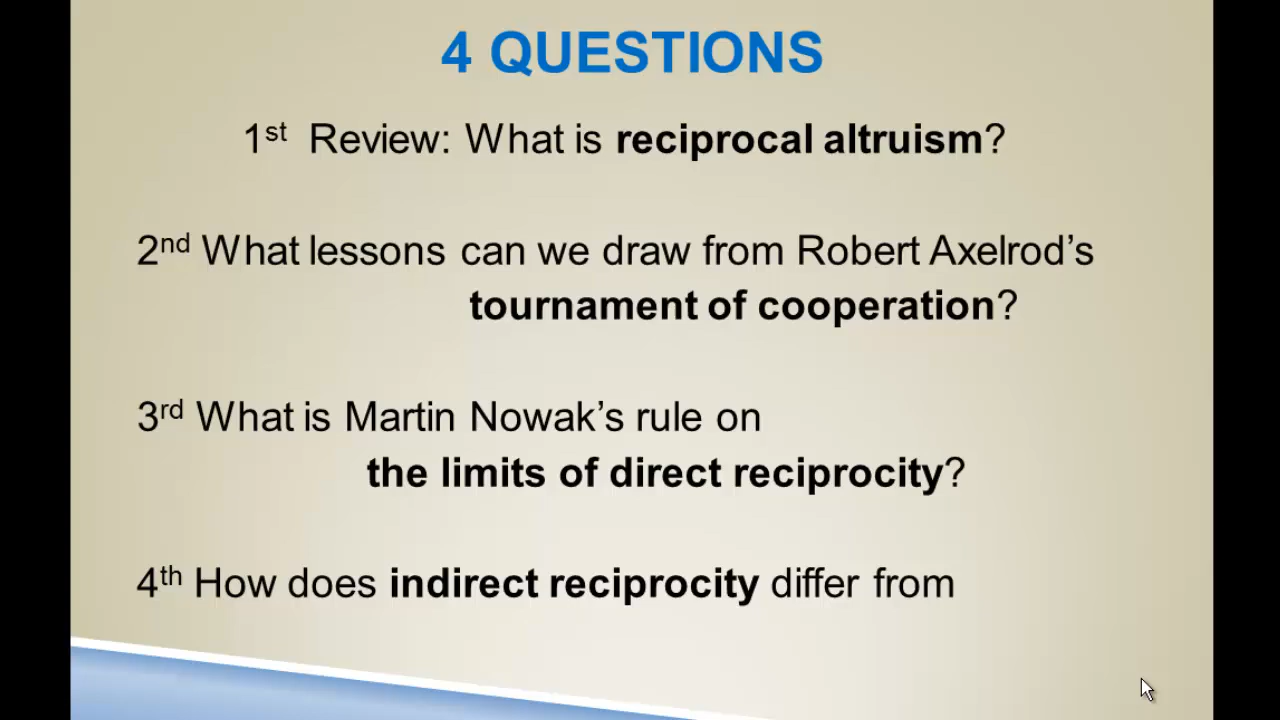 4 QUESTIONS
1st Review: What is reciprocal altruism?
2nd What lessons can we draw from Robert Axelrod’s
tournament of cooperation?
3rd What is Martin Nowak’s rule on
the limits of direct reciprocity?
4th How does indirect reciprocity differ from